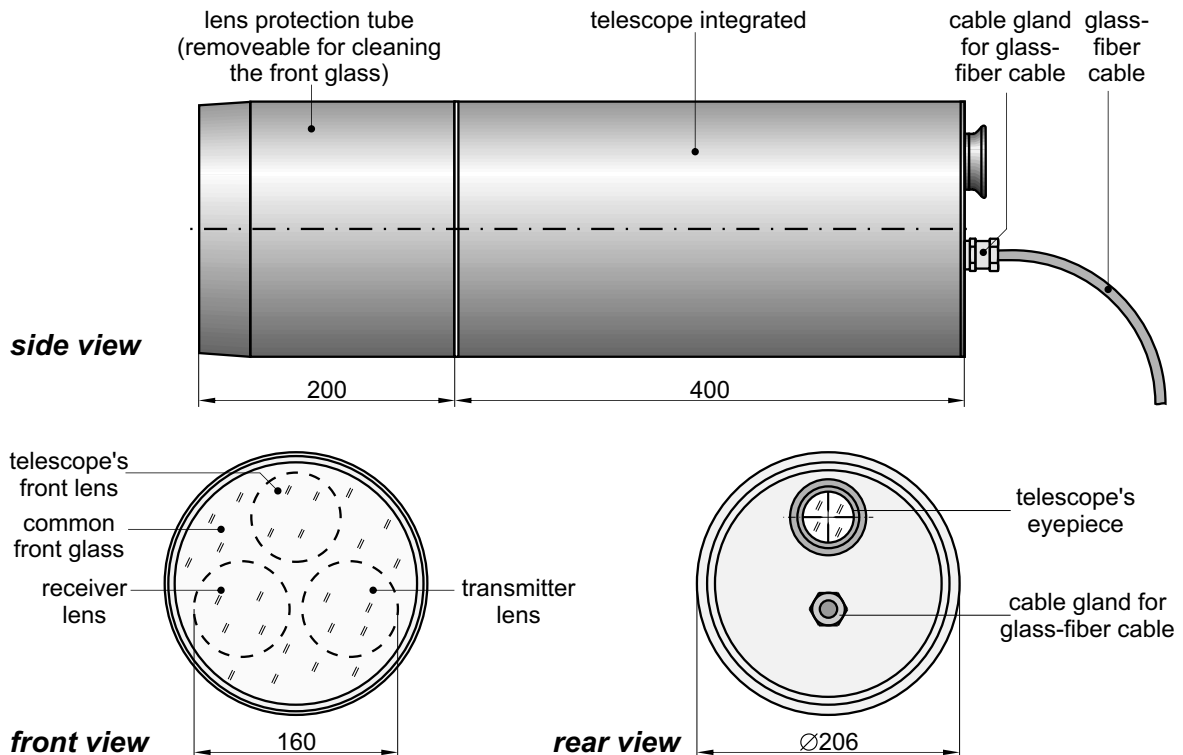 lens protection tube
(removeable for cleaning
the front glass)
telescope integrated
cable gland
for glass-
fiber cable
glass-
fiber
cable
side view
200
400
telescope's
front lens
common
front glass
receiver
lens
transmitter
lens
telescope's
eyepiece
cable gland for
glass-fiber cable
front view
160
rear view
∅206